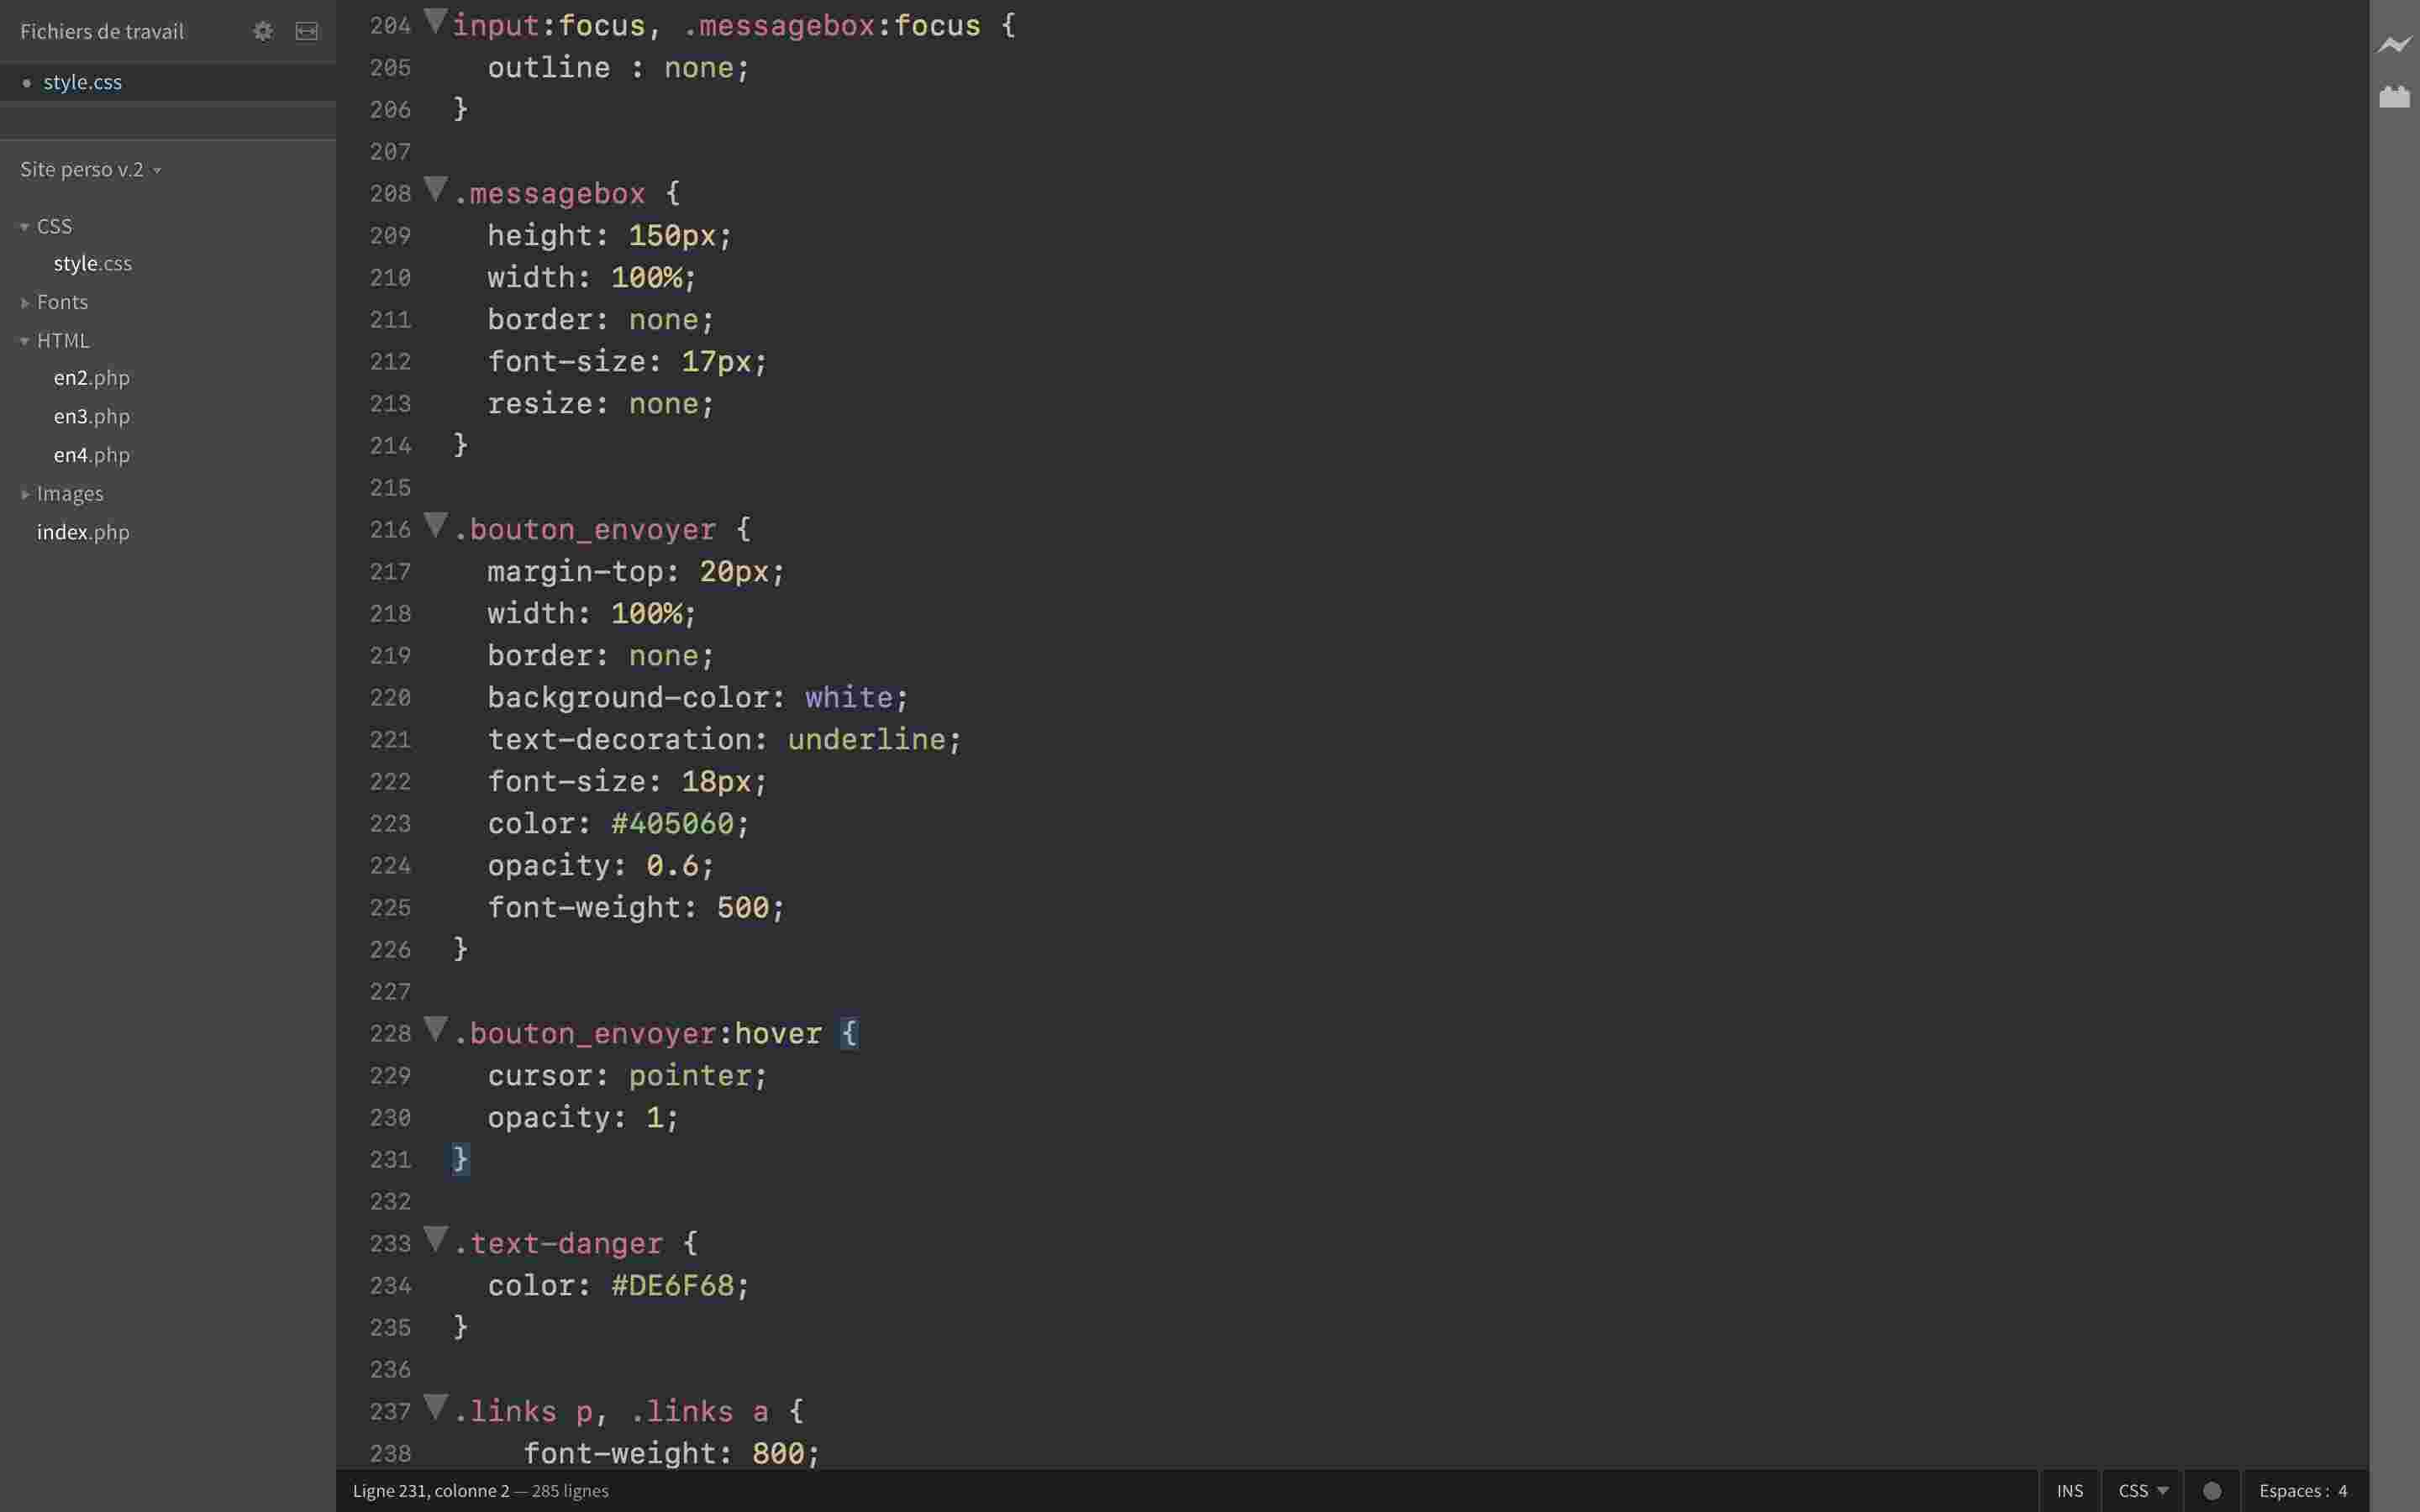 Fichiers de travail
style.css
Site perso v.2
CSS
style.css
Fonts
HTML
en2.php
en3.php
en4.php
Images
index.php
204 input:focus, .messagebox:focus {
205 outline : none;
206 }
207
208 .messagebox {
209 height: 150px;
210 width: 100%;
211 border: none;
212 font-size: 17px;
213 resize: none;
214 }
215
216 .bouton_envoyer {
217 margin-top: 20px;
218 width: 100%;
219 border: none;
220 background-color: white;
221 text-decoration: underline;
222 font-size: 18px;
223 color: #405060;
224 opacity: 0.6;
225 font-weight: 500;
226 }
227
228 .bouton_envoyer:hover {
229 cursor: pointer;
230 opacity: 1;
231 }
232
233 .text-danger {
234 color: #DE6F68;
235 }
236
237 .links p, .links a {
238 font-weight: 800;
Ligne 231, colonne 2 — 285 lignes
INS CSS Espaces : 4